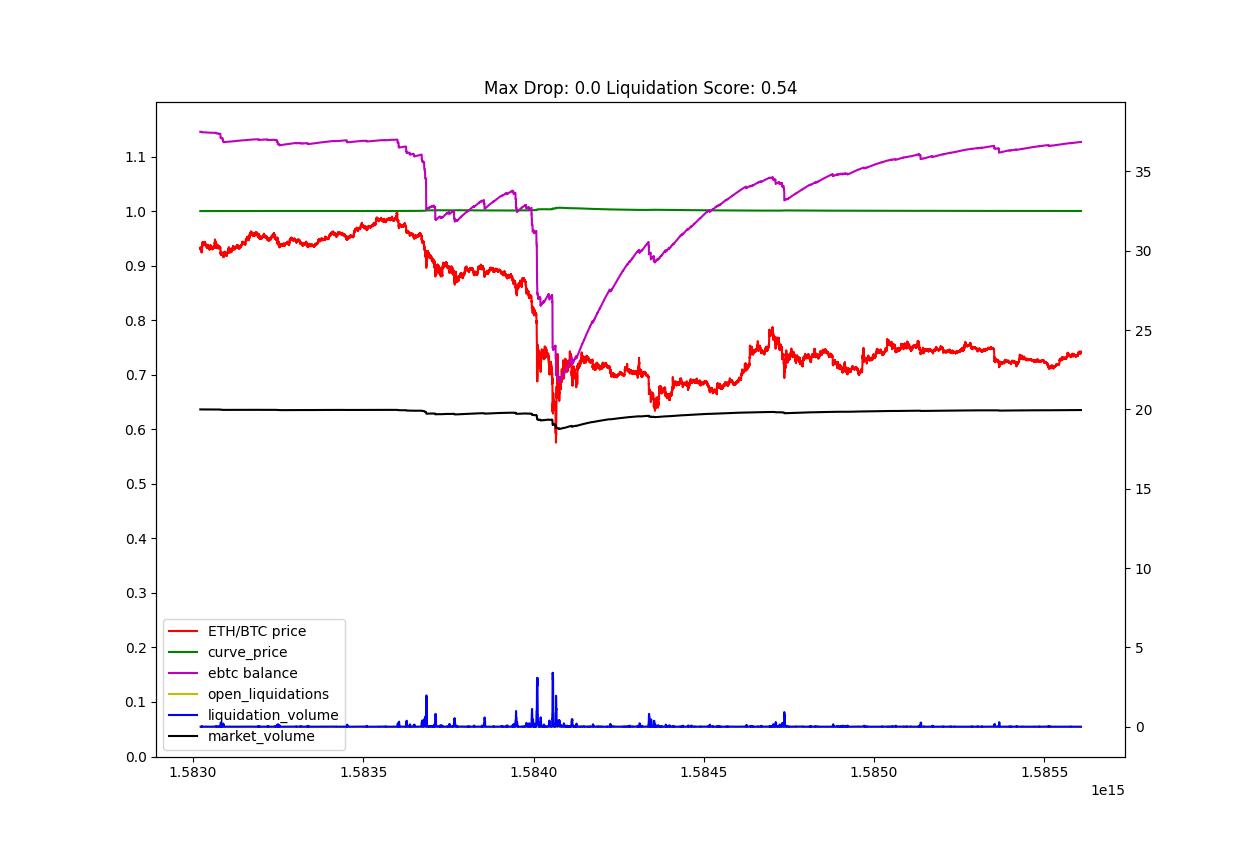 Max Drop: 0.0 Liquidation Score: 0.54
1.1
1.0
0.9
0.8
0.7
0.6
0.5
0.4
0.3
0.2
0.1
0.0
35
30
25
20
15
10
5
0
ETH/BTC price
curve_price
ebtc balance
open_liquidations
liquidation_volume
market_volume
1.5830 1.5835 1.5840 1.5845 1.5850 1.5855
1e15